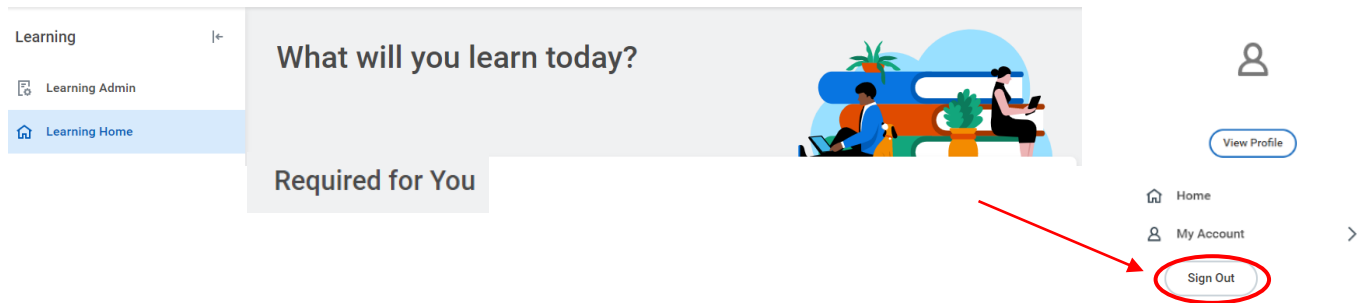 Learning
Learning Admin
Learning Home
What will you learn today?
Required for You
View Profile
Home
My Account
Sign Out